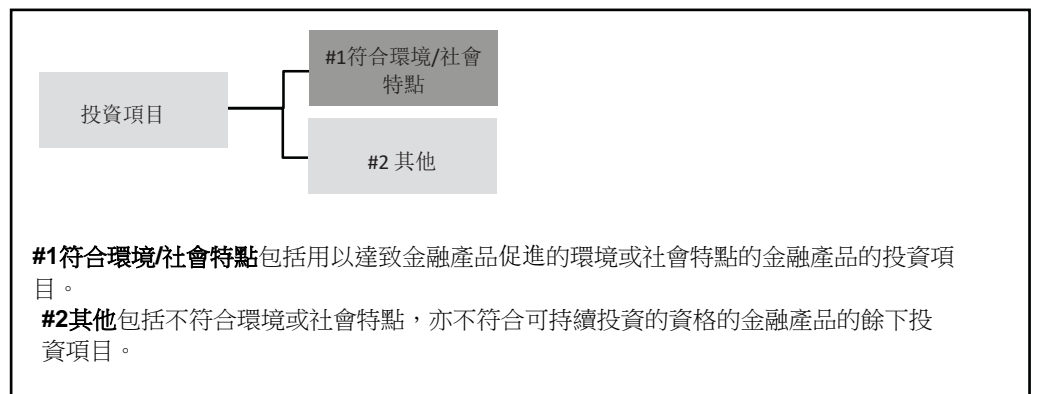 #1符合環境/社會
特點
投資項目
#2 其他
#1符合環境/社會特點包括用以達致金融產品促進的環境或社會特點的金融產品的投資項
目。
#2其他包括不符合環境或社會特點，亦不符合可持續投資的資格的金融產品的餘下投
資項目。